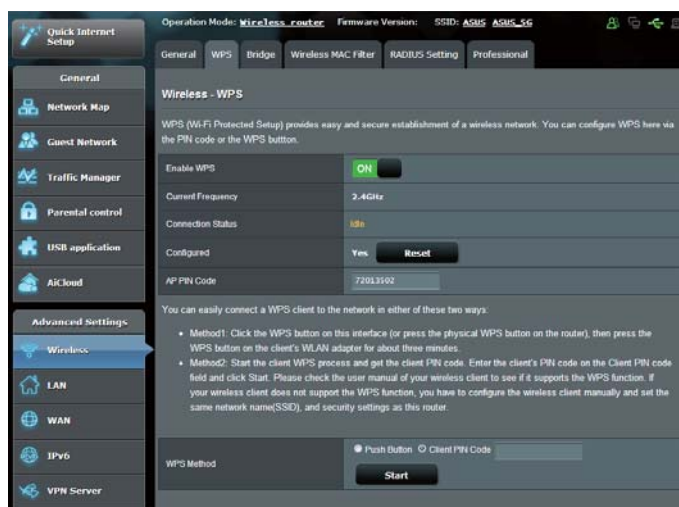 Quick Internet
Setup
Operation Mode: Wireless router Firmware Version: SSID: ASUS ASUS_5G
General WPS Bridge Wireless MAC Filter RADIUS Setting Professional
General
Network Map
Guest Network
Traffic Manager
Parental control
USB application
AiCloud
Advanced Settings
Wireless
LAN
WAN
IPv6
VPN Server
Wireless - WPS
WPS (Wi-Fi Protected Setup) provides easy and secure establishment of a wireless network. You can configure WPS here via
the PIN code or the WPS buttton.
Enable WPS ON
Current Frequency 2.4GHz
Connection Status Idle
Configured Yes Reset
AP PIN Code 72013502
You can easily connect a WPS client to the network in either of these two ways:
• Method1: Click the WPS button on this interface (or press the physical WPS button on the router), then press the
WPS button on the client's WLAN adapter for about three minutes.
• Method2: Start the client WPS process and get the client PIN code. Enter the client's PIN code on the Client PIN code
field and click Start. Please check the user manual of your wireless client to see if it supports the WPS function. If
your wireless client does not support the WPS function, you have to configure the wireless client manually and set the
same network name(SSID), and security settings as this router.
WPS Method Push Button Client PIN Code
Start